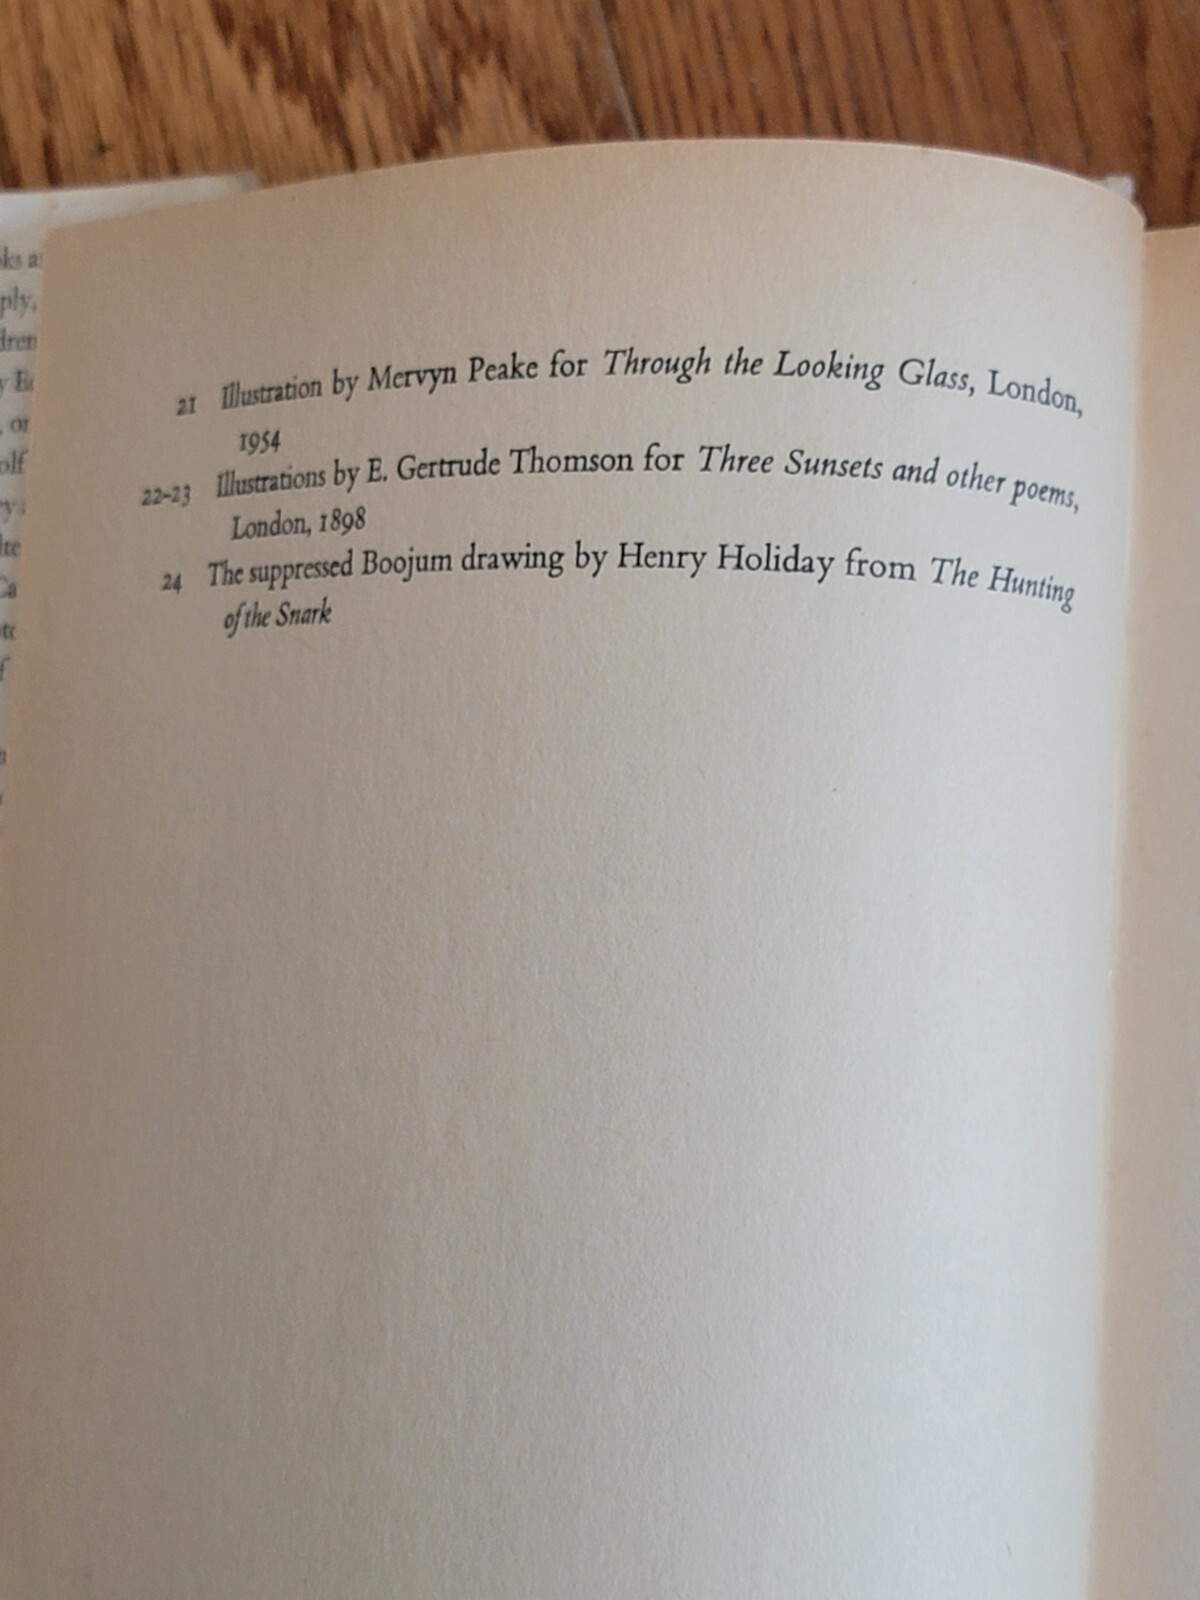 21 Illustration by Mervyn Peake for Through the Looking Glass, London,
1954
22-23 Illustrations by E. Gertrude Thomson for Three Sunsets and other poems,
London, 1898
24 The suppressed Boojum drawing by Henry Holiday from The Hunting
of the Snark